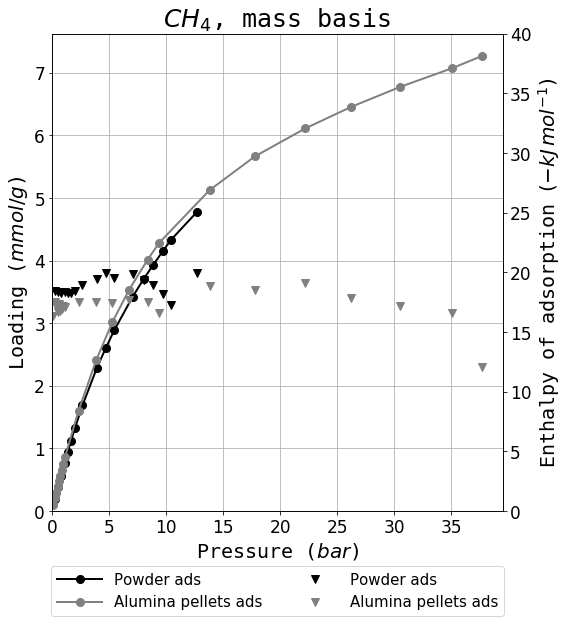 CH₄, mass basis
Loading (mmol/g)
7
6
5
4
3
2
1
0
40
35
30
25
20
15
10
5
0
Enthalpy of adsorption (−kJ mol⁻¹)
0 5 10 15 20 25 30 35
Pressure (bar)
Powder ads Powder ads
Alumina pellets ads Alumina pellets ads